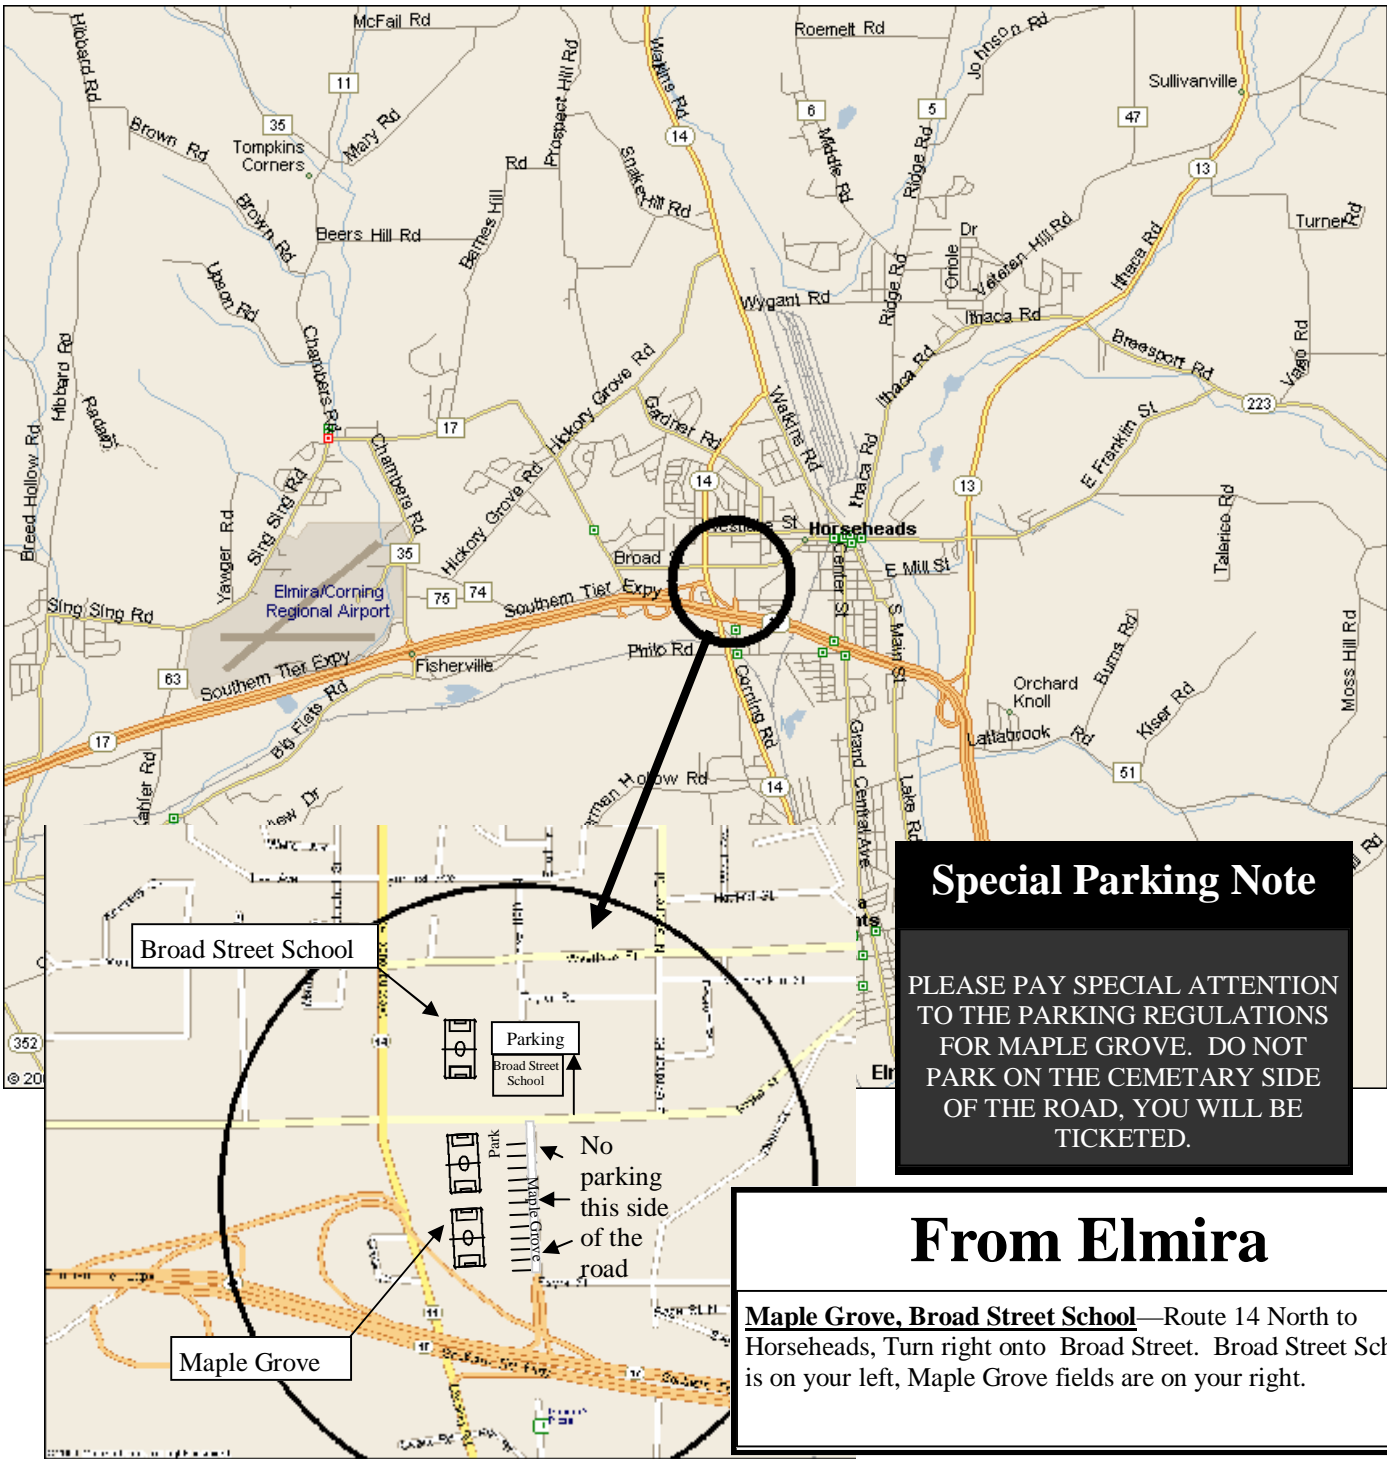 McFail Rd
Roemelt Rd
Johnson Rd
Hibbard Rd
Watkins Rd
Prospect Hill Rd
Sullivanville
11
6
5
47
35
14
13
Brown Rd
Mary Rd
Tompkins
Corners
Middle Rd
Ridge Rd
Rd
Snake Hill Rd
Brown Rd
Beers Hill Rd
Barnes Hill
Oriole Dr
Veteran Hill Rd
Ithaca Rd
Turner Rd
Upson Rd
Ridge Rd
Wygant Rd
Ithaca Rd
Chambers Rd
Hibbard Rd
Breesport Rd
Vargo Rd
Hickory Grove Rd
Ithaca Rd
Watkins Rd
Gardner Rd
223
17
Chambers Rd
Breed Hollow Rd
Sing Sing Rd
Hickory Grove Rd
Ithaca Rd
E Franklin St
14
13
Yawger Rd
Talerico Rd
Horseheads
35
Broad St
Center St
E Mill St
Elmira/Corning
Regional Airport
75
74
Southern Tier Expy
Sing Sing Rd
S Main St
Burns Rd
Moss Hill Rd
Philo Rd
Fisherville
63
Southern Tier Expy
Corning Rd
Orchard
Knoll
Kiser Rd
Big Flats Rd
17
Grand Central Ave
Lattabrook Rd
51
Hollow Rd
14
Lake Rd
352
Special Parking Note
PLEASE PAY SPECIAL ATTENTION
TO THE PARKING REGULATIONS
FOR MAPLE GROVE. DO NOT
PARK ON THE CEMETARY SIDE
OF THE ROAD, YOU WILL BE
TICKETED.
Broad Street School
14
Parking
Broad Street
School
Park
Maple Grove
No
parking
this side
of the
road
Maple Grove
From Elmira
Maple Grove, Broad Street School—Route 14 North to
Horseheads, Turn right onto Broad Street. Broad Street Sch
is on your left, Maple Grove fields are on your right.